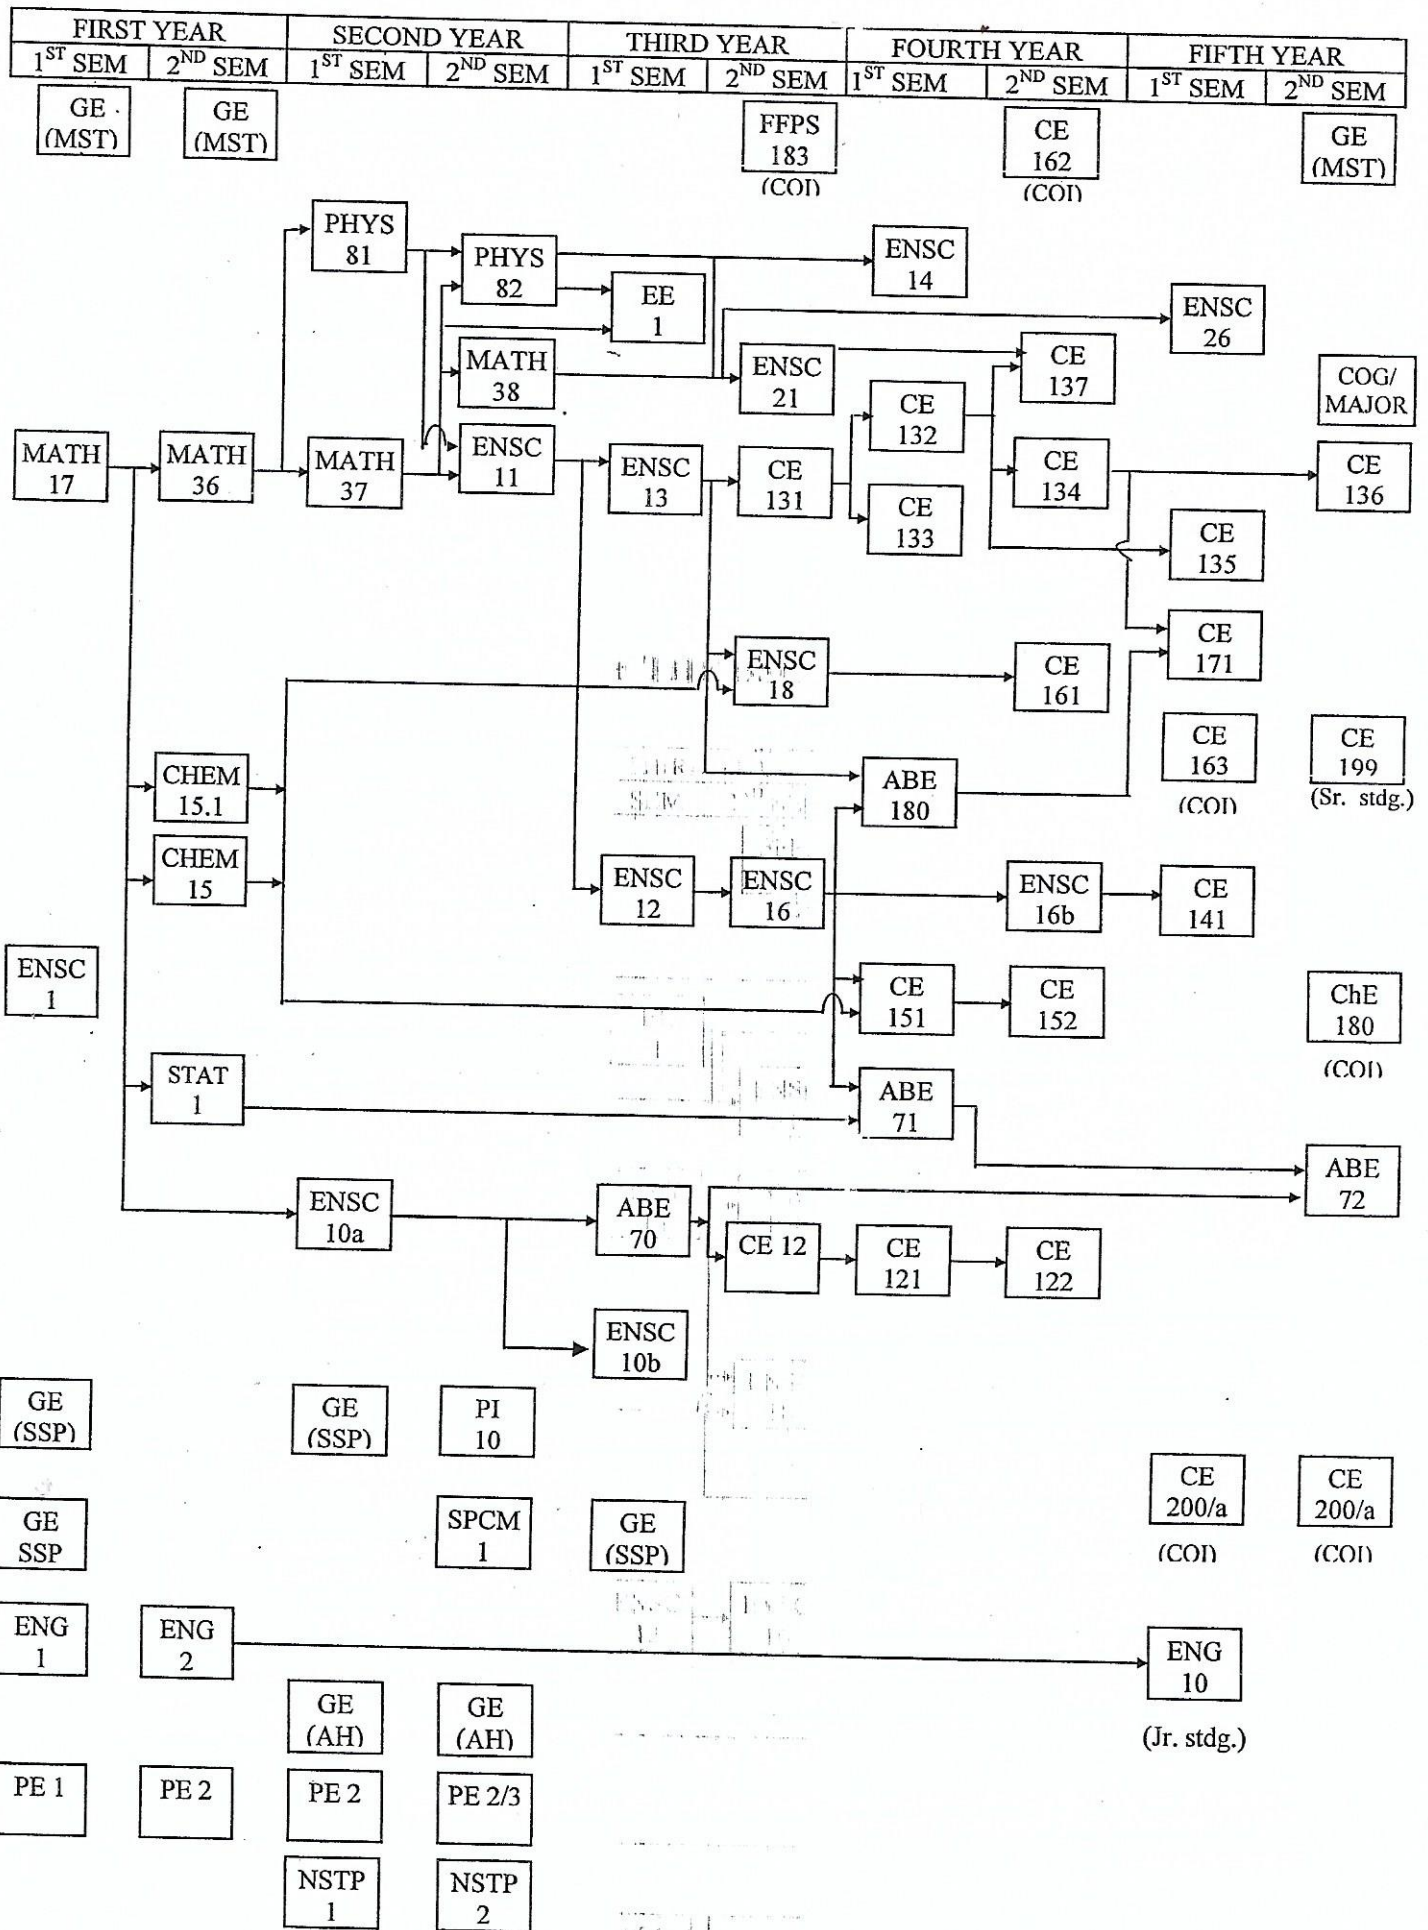 FIRST YEAR SECOND YEAR THIRD YEAR FOURTH YEAR FIFTH YEAR
1ST SEM 2ND SEM 1ST SEM 2ND SEM 1ST SEM 2ND SEM 1ST SEM 2ND SEM 1ST SEM 2ND SEM
GE
(MST)
GE
(MST)
FFPS
183
(COI)
CE
162
(COI)
GE
(MST)
PHYS
81
PHYS
82
EE
1
ENSC
14
ENSC
26
MATH
38
ENSC
21
CE
137
COG/
MAJOR
CE
132
MATH
17
MATH
36
MATH
37
ENSC
11
ENSC
13
CE
131
CE
133
CE
134
CE
136
CE
135
ENSC
18
CE
161
CE
171
CHEM
15.1
ABE
180
CE
163
(COI)
CE
199
(Sr. stdg.)
CHEM
15
ENSC
12
ENSC
16
ENSC
16b
CE
141
ENSC
1
CE
151
CE
152
ChE
180
(COI)
STAT
1
ABE
71
ABE
72
ENSC
10a
ABE
70
CE 12
CE
121
CE
122
ENSC
10b
GE
(SSP)
GE
(SSP)
PI
10
CE
200/a
(COI)
CE
200/a
(COI)
GE
SSP
SPCM
1
GE
(SSP)
ENG
1
ENG
2
ENG
10
(Jr. stdg.)
GE
(AH)
GE
(AH)
PE 1
PE 2
PE 2
PE 2/3
NSTP
1
NSTP
2